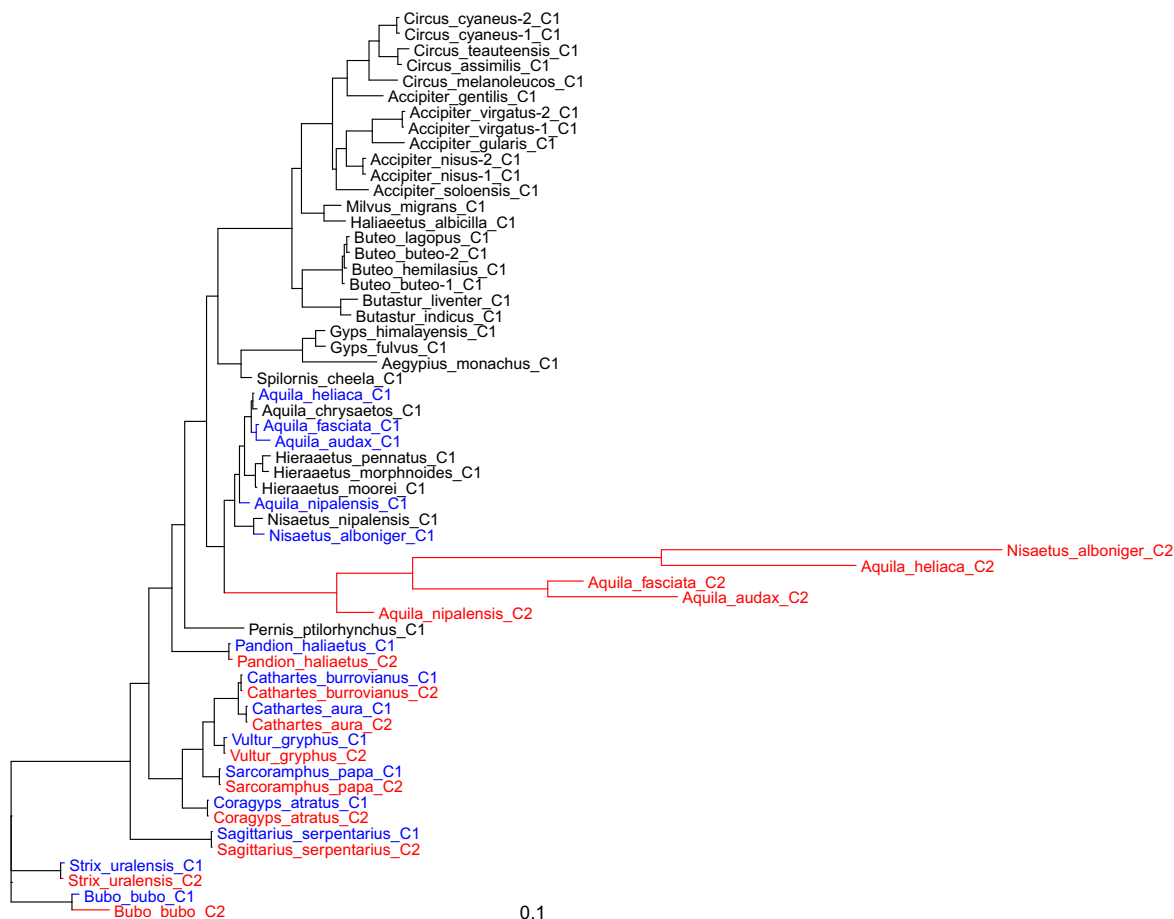 Circus_cyaneus-2_C1
Circus_cyaneus-1_C1
Circus_teauteensis_C1
Circus_assimilis_C1
Circus_melanoleucos_C1
Accipiter_gentilis_C1
Accipiter_virgatus-2_C1
Accipiter_virgatus-1_C1
Accipiter_gularis_C1
Accipiter_nisus-2_C1
Accipiter_nisus-1_C1
Accipiter_soloensis_C1
Milvus_migrans_C1
Haliaeetus_albicilla_C1
Buteo_lagopus_C1
Buteo_buteo-2_C1
Buteo_hemilasius_C1
Buteo_buteo-1_C1
Butastur_liventer_C1
Butastur_indicus_C1
Gyps_himalayensis_C1
Gyps_fulvus_C1
Aegypius_monachus_C1
Spilornis_cheela_C1
Aquila_heliaca_C1
Aquila_chrysaetos_C1
Aquila_fasciata_C1
Aquila_audax_C1
Hieraaetus_pennatus_C1
Hieraaetus_morphnoides_C1
Hieraaetus_moorei_C1
Aquila_nipalensis_C1
Nisaetus_nipalensis_C1
Nisaetus_alboniger_C1
Nisaetus_alboniger_C2
Aquila_heliaca_C2
Aquila_fasciata_C2
Aquila_audax_C2
Aquila_nipalensis_C2
Pernis_ptilorhynchus_C1
Pandion_haliaetus_C1
Pandion_haliaetus_C2
Cathartes_burrovianus_C1
Cathartes_burrovianus_C2
Cathartes_aura_C1
Cathartes_aura_C2
Vultur_gryphus_C1
Vultur_gryphus_C2
Sarcoramphus_papa_C1
Sarcoramphus_papa_C2
Coragyps_atratus_C1
Coragyps_atratus_C2
Sagittarius_serpentarius_C1
Sagittarius_serpentarius_C2
Strix_uralensis_C1
Strix_uralensis_C2
Bubo_bubo_C1
Bubo_bubo_C2
0.1